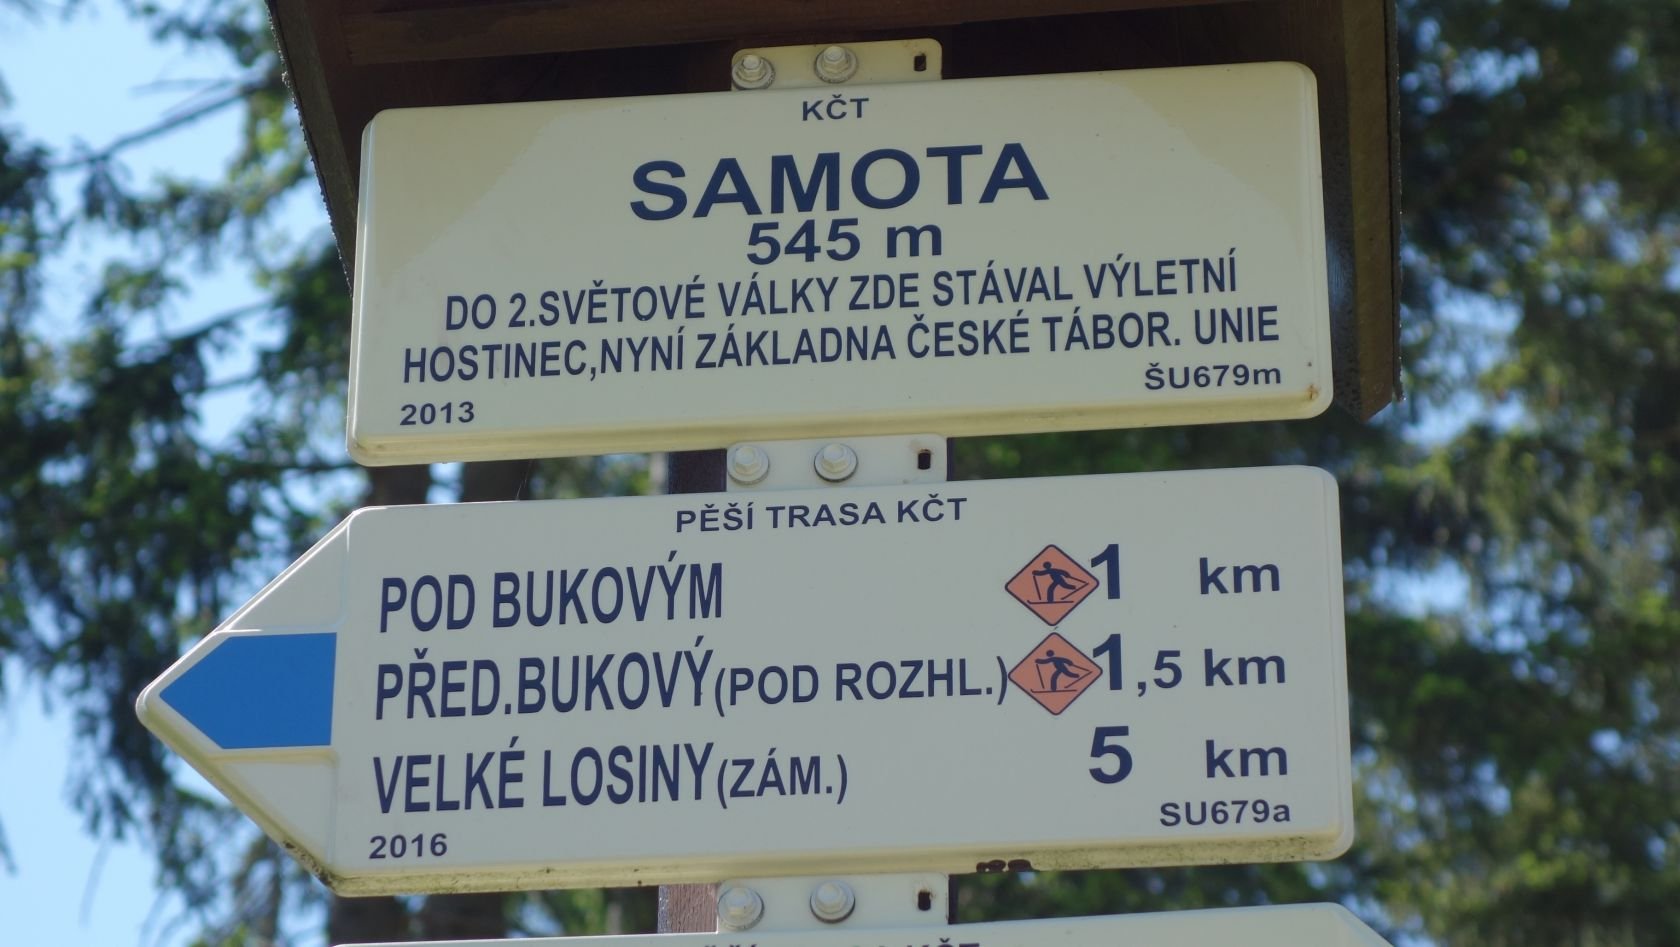 KČT
SAMOTA
545 m
DO 2.SVĚTOVÉ VÁLKY ZDE STÁVAL VÝLETNÍ
HOSTINEC,NYNÍ ZÁKLADNA ČESKÉ TÁBOR. UNIE
ŠU679m
2013
PĚŠÍ TRASA KČT
POD BUKOVÝM 1 km
PŘED.BUKOVÝ(POD ROZHL.) 1,5 km
VELKÉ LOSINY(ZÁM.) 5 km
SU679a
2016